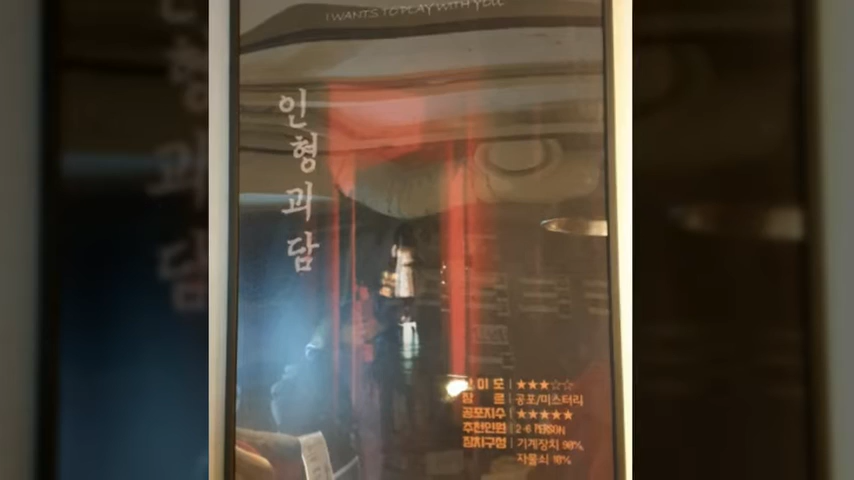 I WANTS TO PLAY WITH YOU
인형괴담
난이도 | ★★★☆☆
장 르 | 공포/미스터리
공포지수 | ★★★★★
추천인원 | 2-6 PERSON
장치구성 | 기계장치 90%,
자물쇠 10%